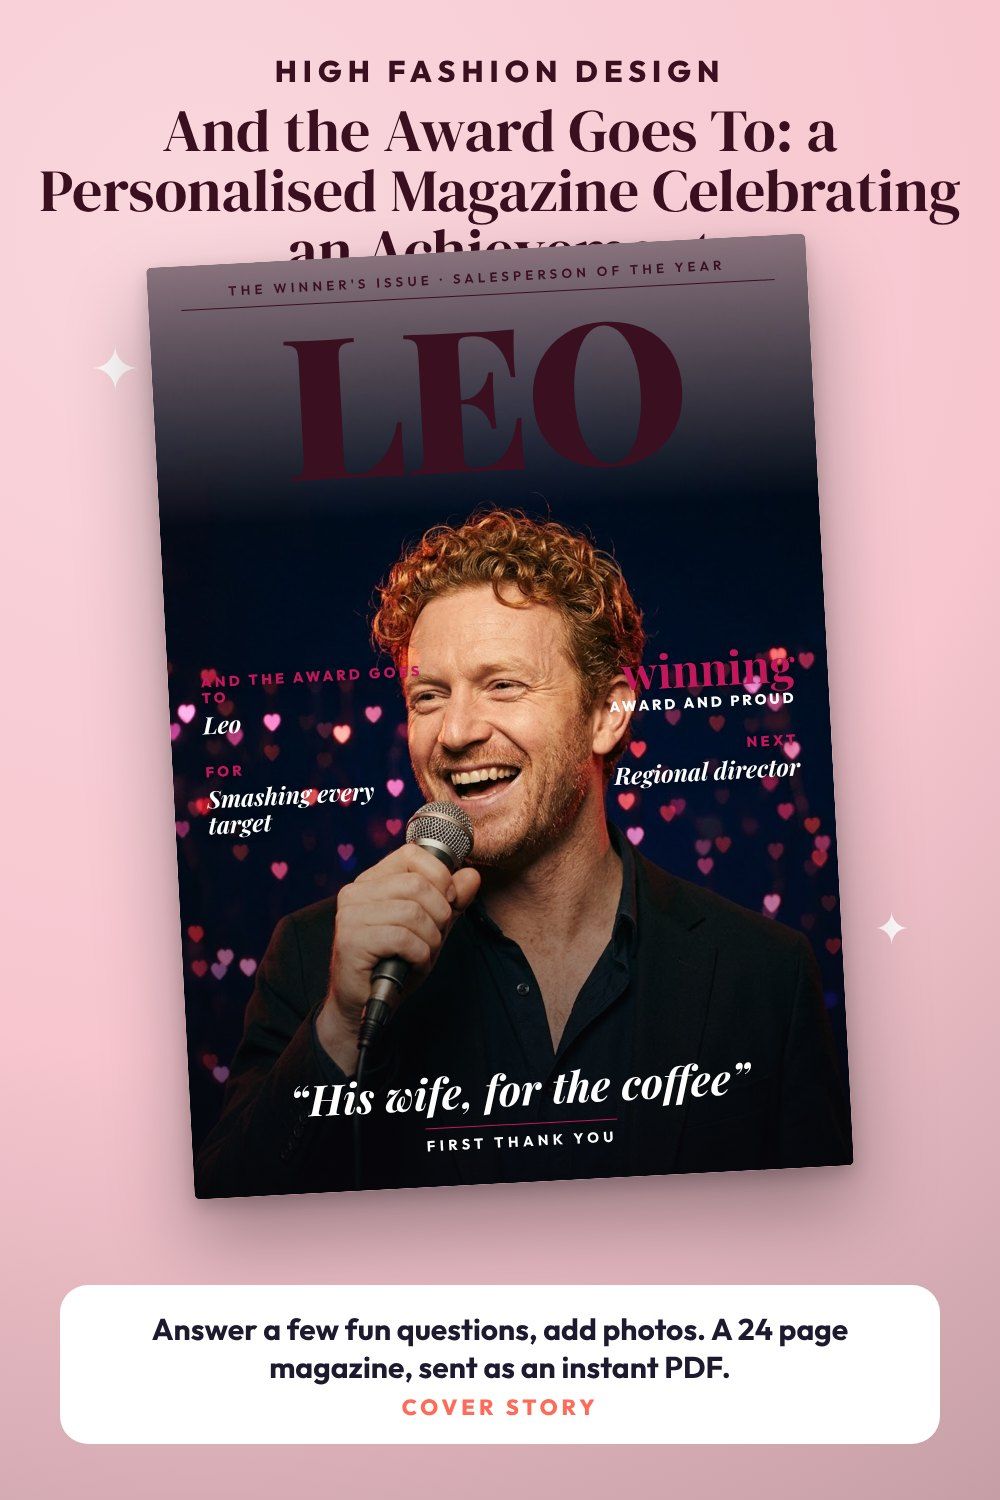 HIGH FASHION DESIGN
And the Award Goes To: a
Personalised Magazine Celebrating
an Achievement
THE WINNER'S ISSUE · SALESPERSON OF THE YEAR
LEO
AND THE AWARD GOES
TO
Leo
FOR
Smashing every
target
winning
AWARD AND PROUD
NEXT
Regional director
“His wife, for the coffee”
FIRST THANK YOU
Answer a few fun questions, add photos. A 24 page
magazine, sent as an instant PDF.
COVER STORY